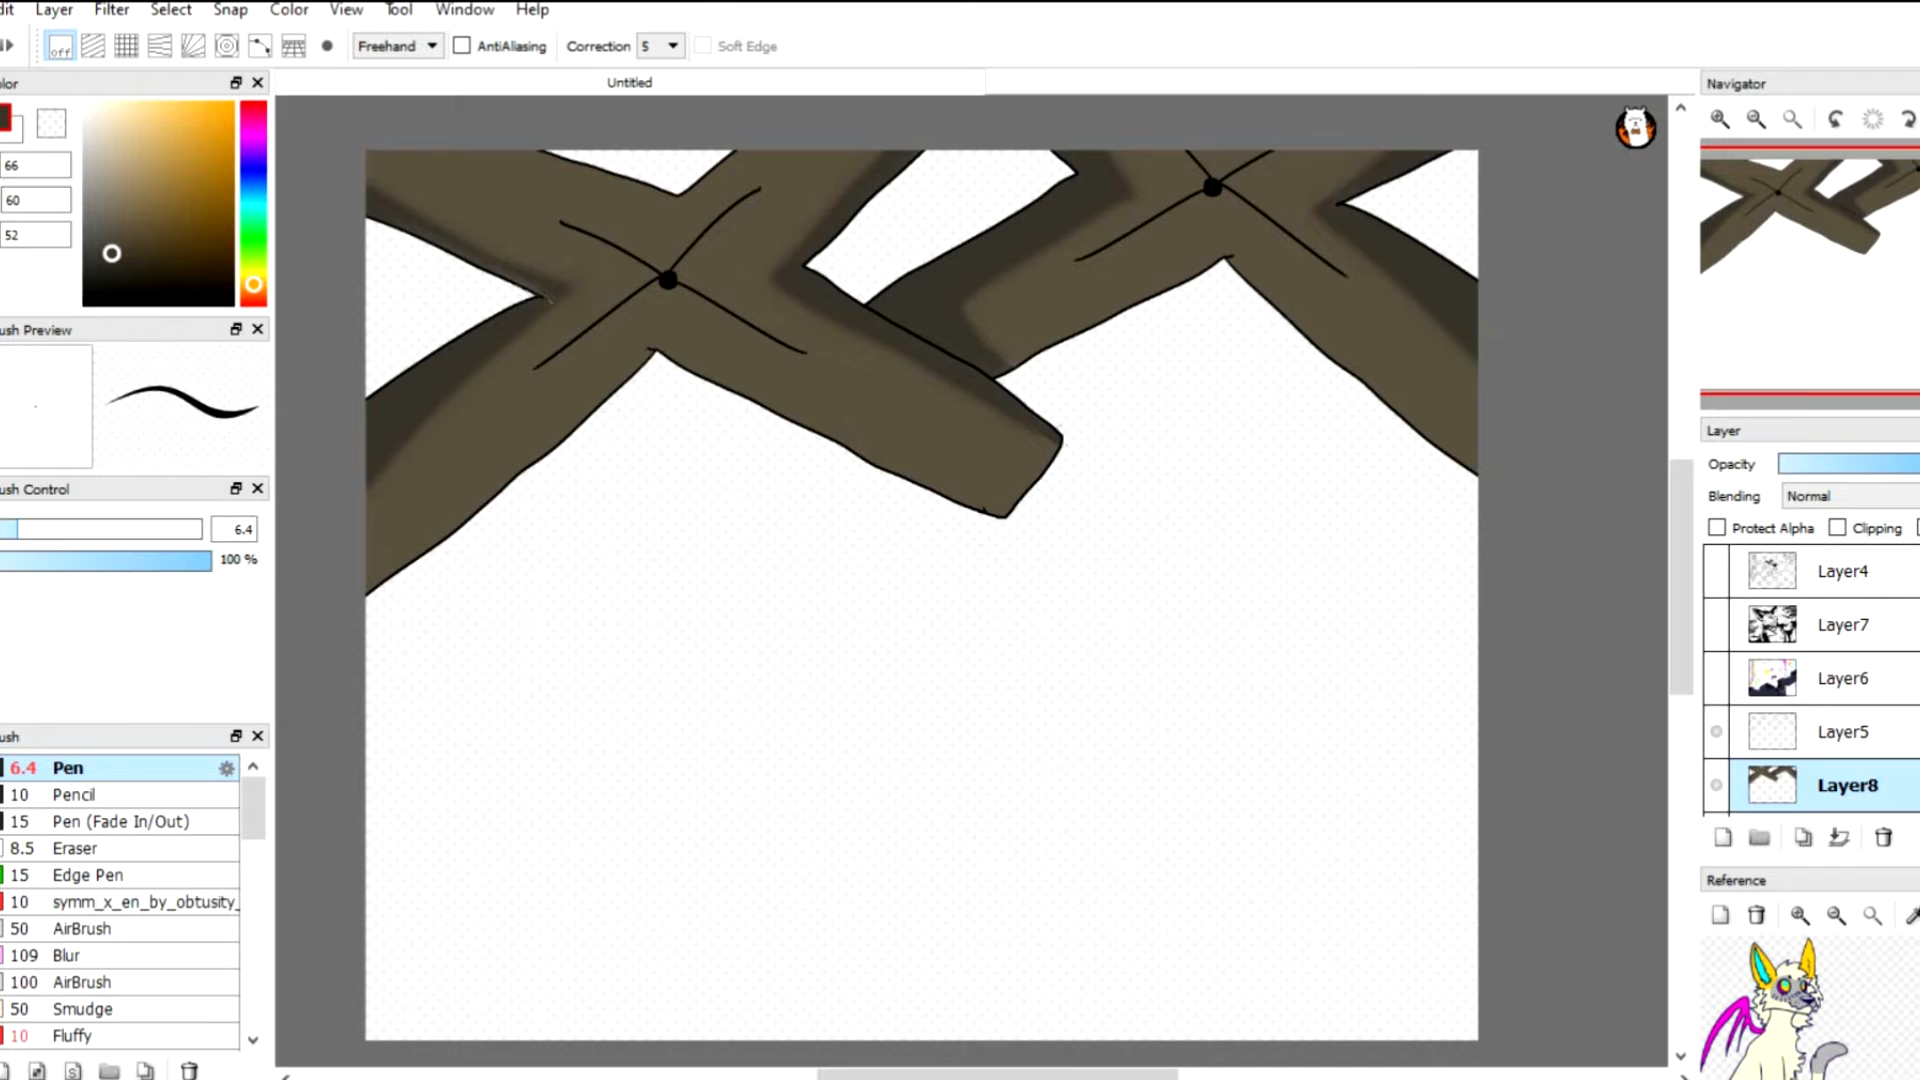 dit Layer Filter Select Snap Color View Tool Window Help
off Freehand AntiAliasing Correction 5 Soft Edge
olor
Untitled
Navigator
66
60
52
ush Preview
Layer
Opacity
ush Control
Blending Normal
6.4
Protect Alpha Clipping
100 %
Layer4
Layer7
Layer6
Layer5
Layer8
ush
6.4 Pen
10 Pencil
15 Pen (Fade In/Out)
8.5 Eraser
15 Edge Pen
10 symm_x_en_by_obtusity_
50 AirBrush
109 Blur
100 AirBrush
50 Smudge
10 Fluffy
Reference